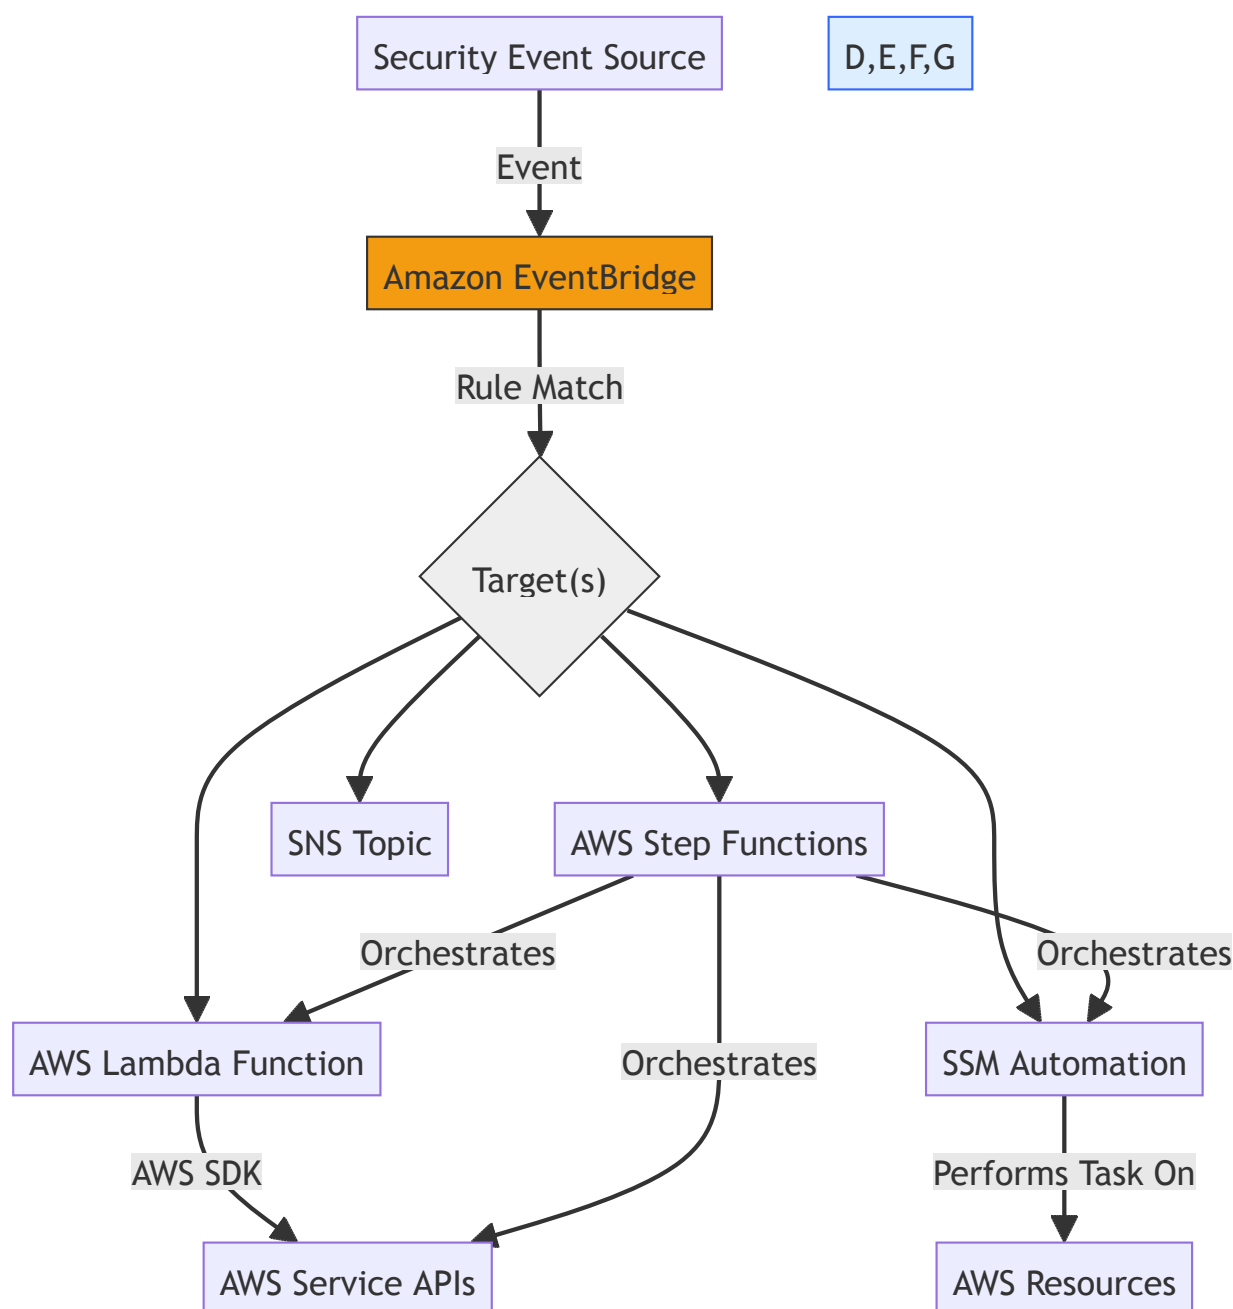 Security Event Source
D,E,F,G
Event
Amazon EventBridge
Rule Match
Target(s)
SNS Topic
AWS Step Functions
Orchestrates
Orchestrates
AWS Lambda Function
Orchestrates
SSM Automation
AWS SDK
Performs Task On
AWS Service APIs
AWS Resources